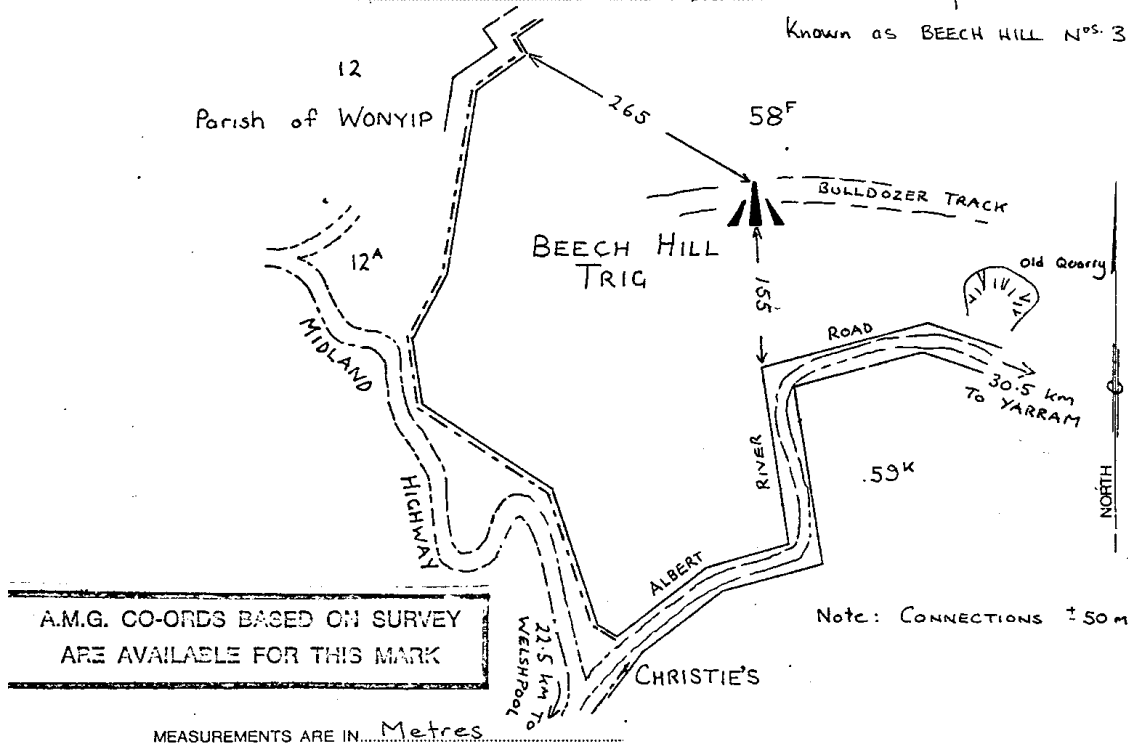 Known as BEECH HILL Nos. 3
12
Parish of WONYIP
265
58F
BULLDOZER TRACK
BEECH HILL
TRIG
12A
155
Old Quarry
MIDLAND
HIGHWAY
ROAD
30.5 km
To YARRAM
RIVER
59K
NORTH
ALBERT
A.M.G. CO-ORDS BASED ON SURVEY
ARE AVAILABLE FOR THIS MARK
Note: CONNECTIONS ±50m
22.5 km TO
WELSHPOOL
CHRISTIE'S
MEASUREMENTS ARE IN Metres